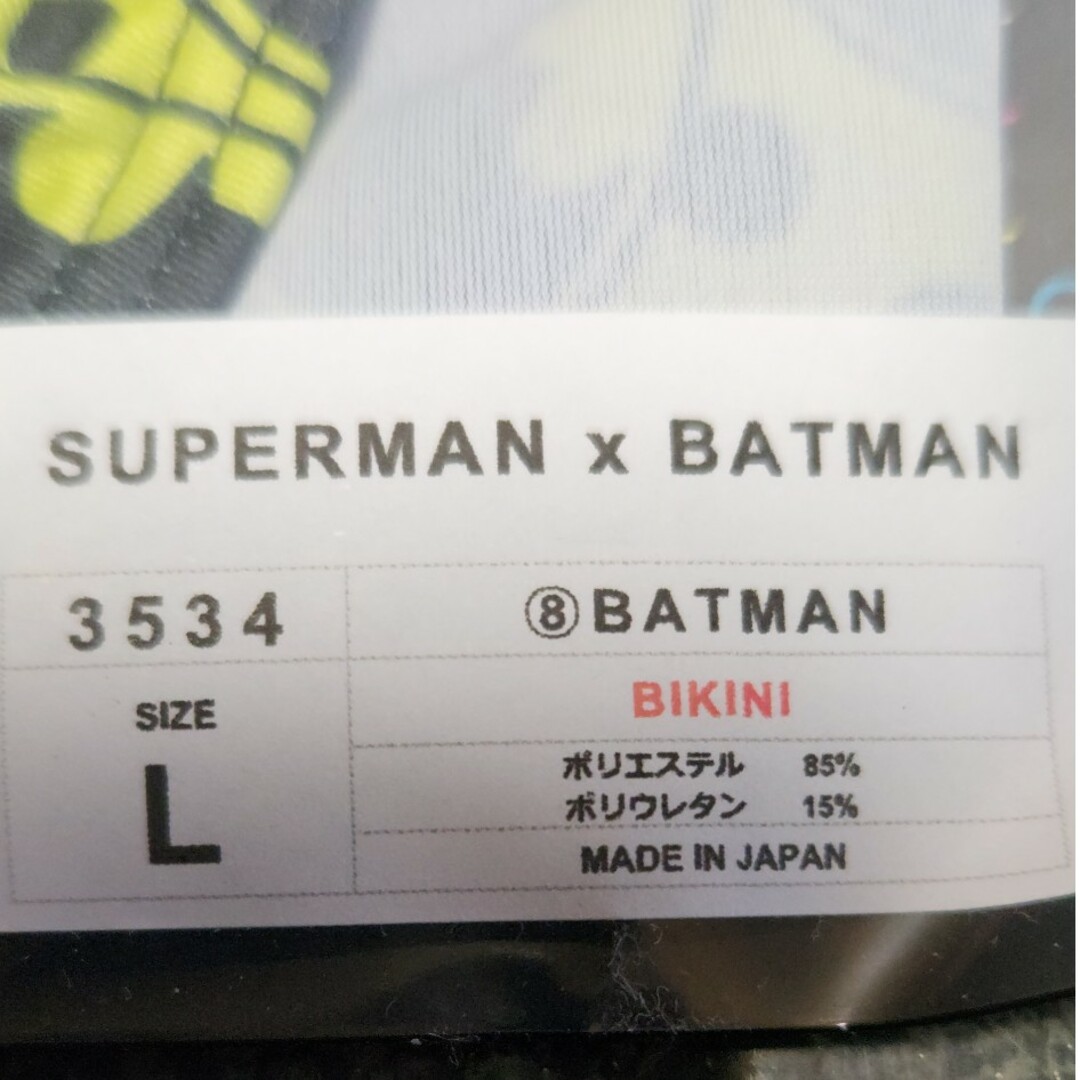 SUPERMAN x BATMAN
3534
⑧BATMAN
SIZE
L
BIKINI
ポリエステル 85%
ポリウレタン 15%
MADE IN JAPAN